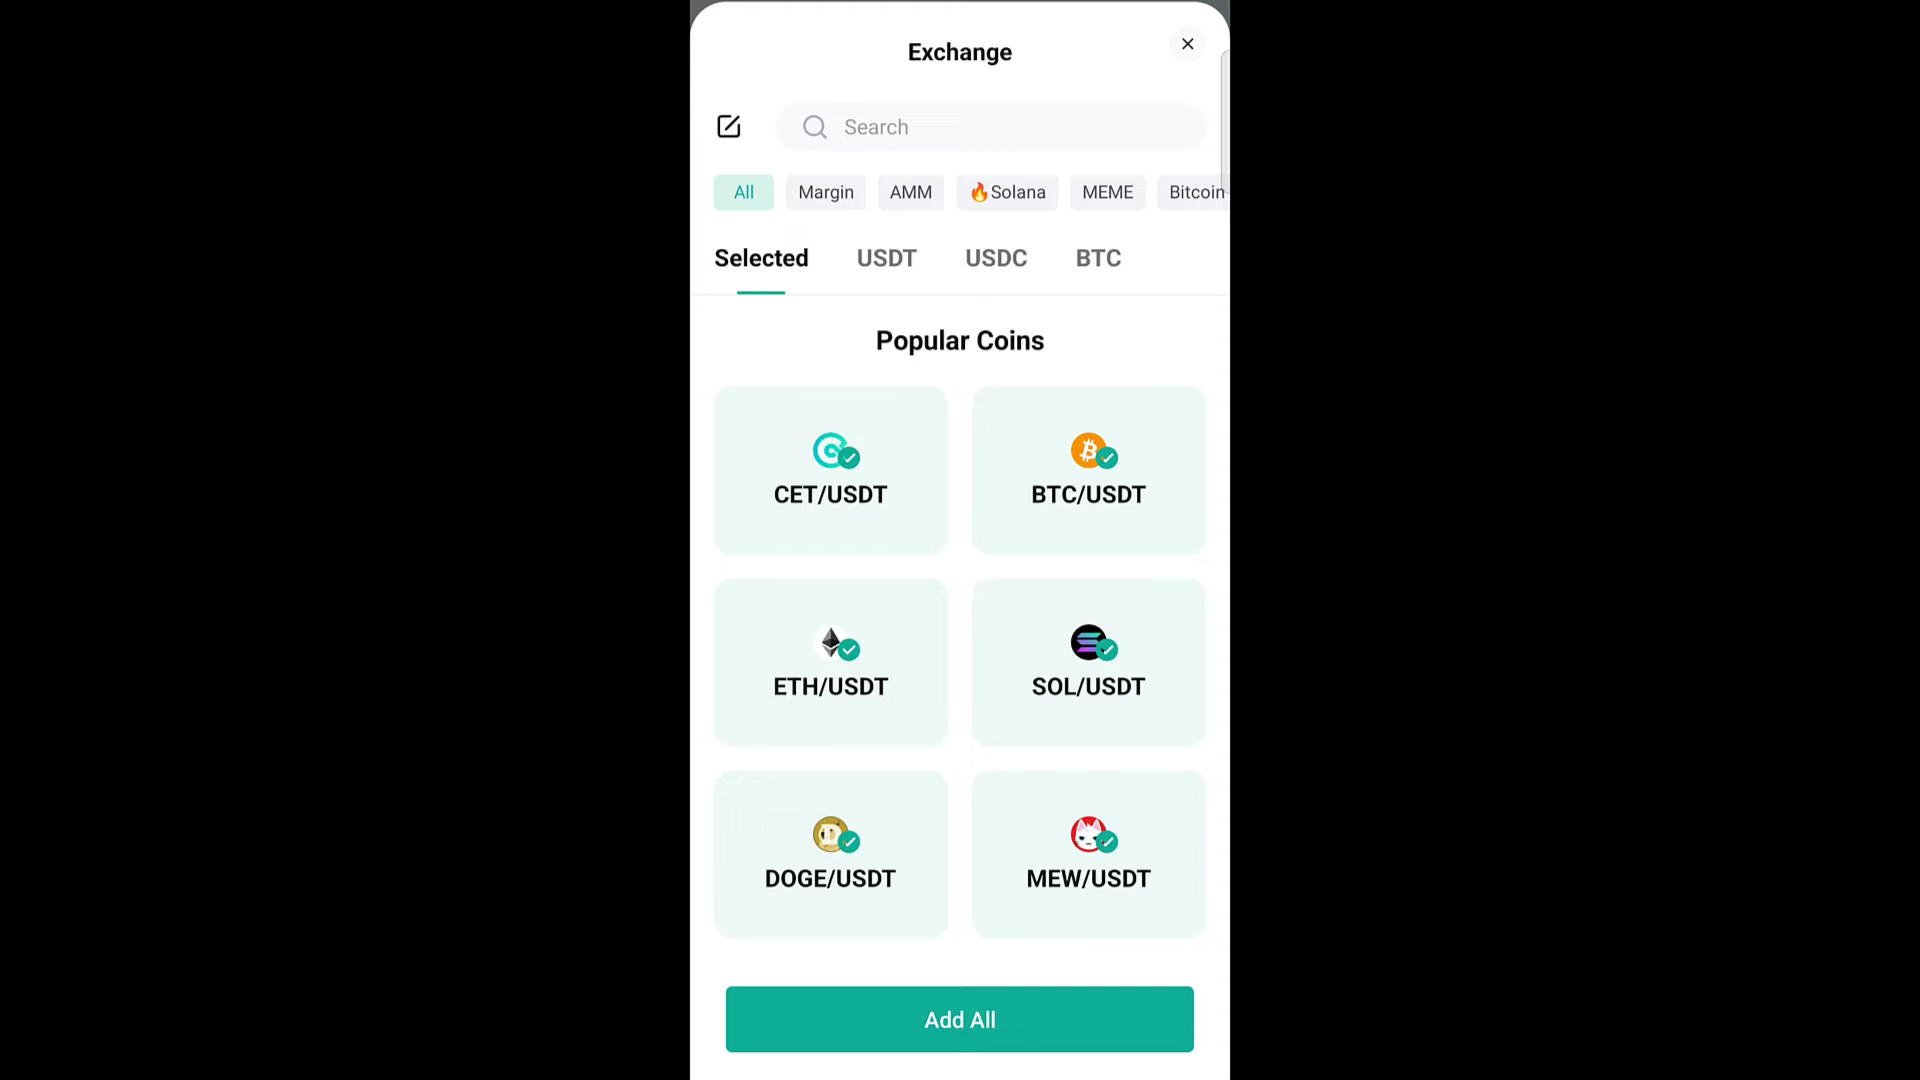 Exchange
Search
All Margin AMM 🔥Solana MEME Bitcoin
Selected USDT USDC BTC
Popular Coins
CET/USDT BTC/USDT
ETH/USDT SOL/USDT
DOGE/USDT MEW/USDT
Add All